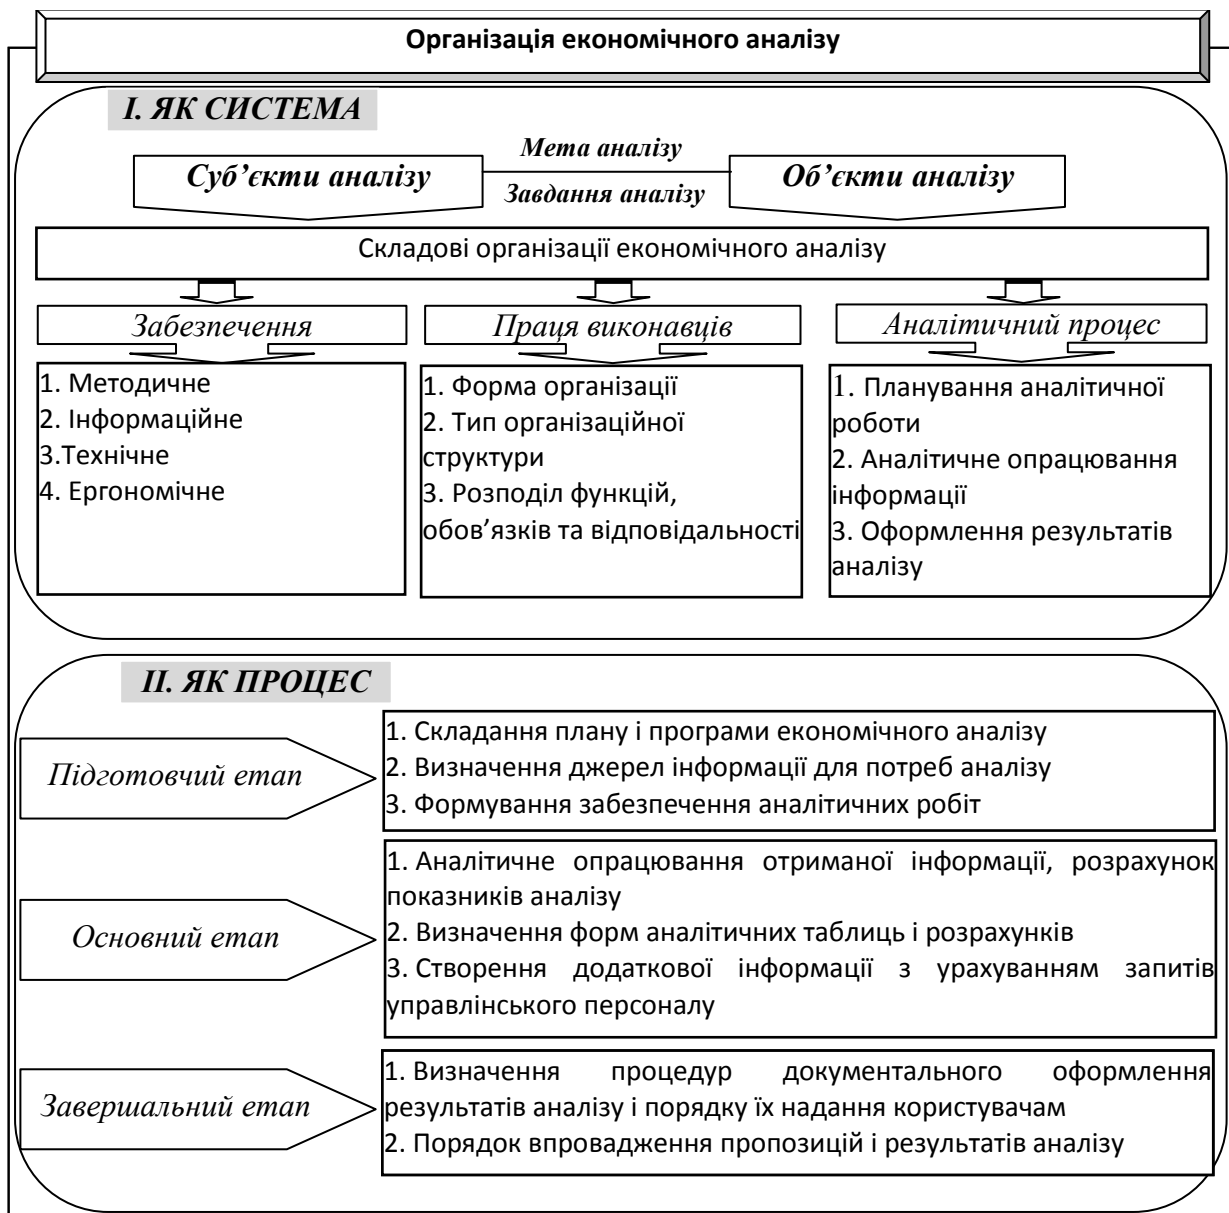 Організація економічного аналізу
І. ЯК СИСТЕМА
Суб’єкти аналізу
Мета аналізу
Завдання аналізу
Об’єкти аналізу
Складові організації економічного аналізу
Забезпечення
1. Методичне
2. Інформаційне
3.Технічне
4. Ергономічне
Праця виконавців
1. Форма організації
2. Тип організаційної
структури
3. Розподіл функцій,
обов’язків та відповідальності
Аналітичний процес
1. Планування аналітичної
роботи
2. Аналітичне опрацювання
інформації
3. Оформлення результатів
аналізу
ІІ. ЯК ПРОЦЕС
Підготовчий етап
1. Складання плану і програми економічного аналізу
2. Визначення джерел інформації для потреб аналізу
3. Формування забезпечення аналітичних робіт
Основний етап
1. Аналітичне опрацювання отриманої інформації, розрахунок
показників аналізу
2. Визначення форм аналітичних таблиць і розрахунків
3. Створення додаткової інформації з урахуванням запитів
управлінського персоналу
Завершальний етап
1. Визначення процедур документального оформлення
результатів аналізу і порядку їх надання користувачам
2. Порядок впровадження пропозицій і результатів аналізу